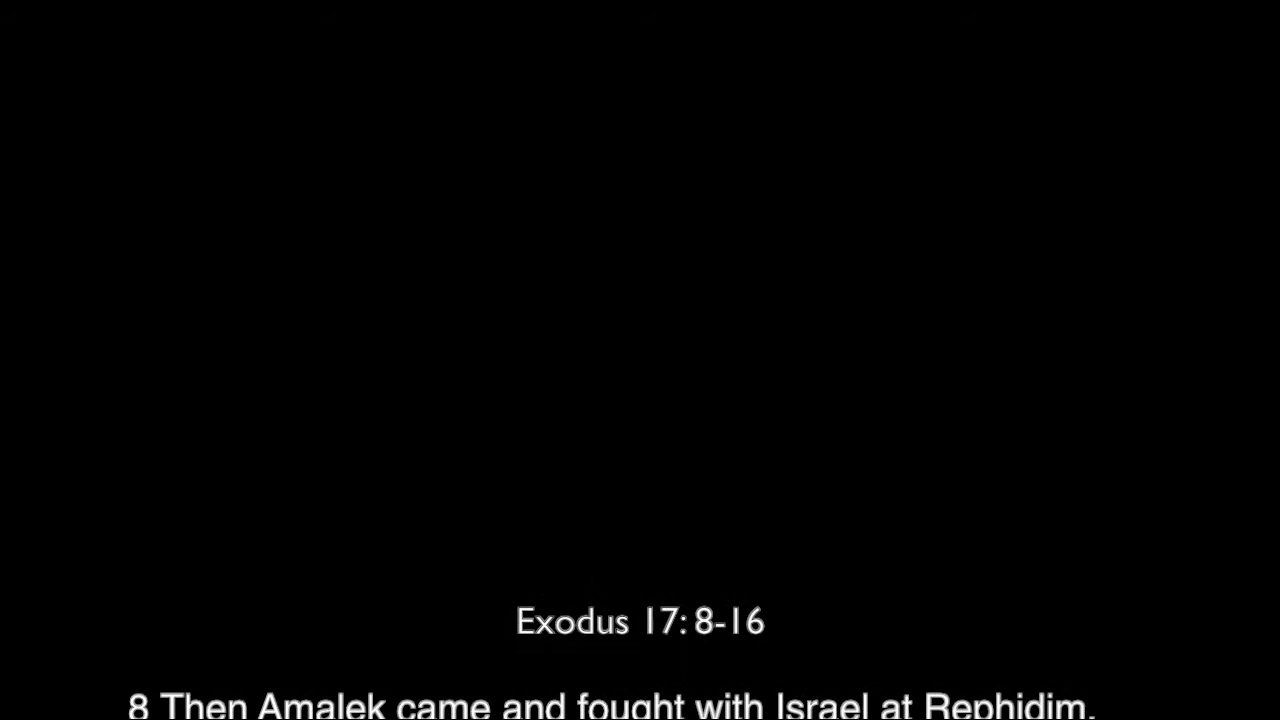 Exodus 17: 8-16
8 Then Amalek came and fought with Israel at Rephidim.